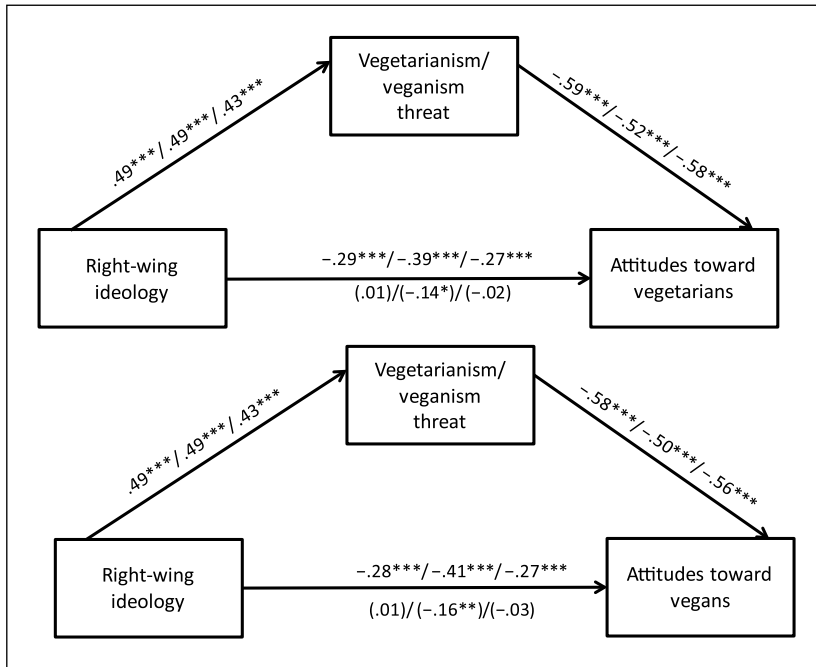 Vegetarianism/
veganism
threat
.49***/ .49***/ .43***
−.59***/−.52***/−.58***
Right-wing
ideology
−.29***/−.39***/−.27***
(.01)/(−.14*)/ (−.02)
Attitudes toward
vegetarians
Vegetarianism/
veganism
threat
.49***/ .49***/ .43***
−.58***/−.50***/−.56***
Right-wing
ideology
−.28***/−.41***/−.27***
(.01)/ (−.16**)/(−.03)
Attitudes toward
vegans